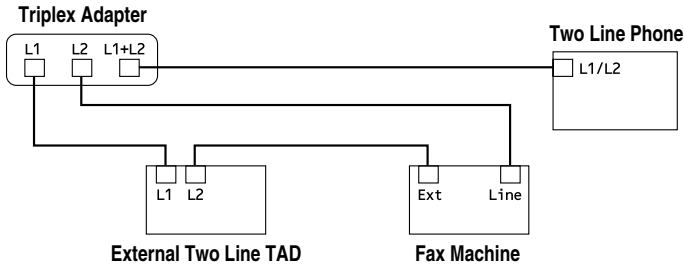 Triplex Adapter
L1 L2 L1+L2
Two Line Phone
L1/L2
L1 L2
Ext Line
External Two Line TAD
Fax Machine